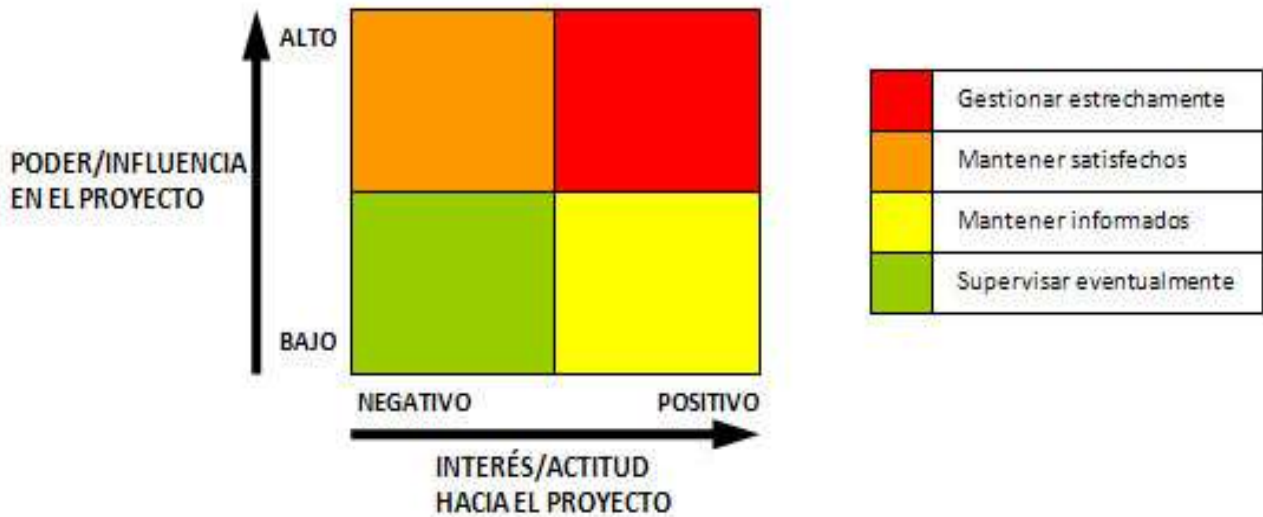 ALTO
PODER/INFLUENCIA
EN EL PROYECTO
BAJO
NEGATIVO
POSITIVO
INTERÉS/ACTITUD
HACIA EL PROYECTO
Gestionar estrechamente
Mantener satisfechos
Mantener informados
Supervisar eventualmente